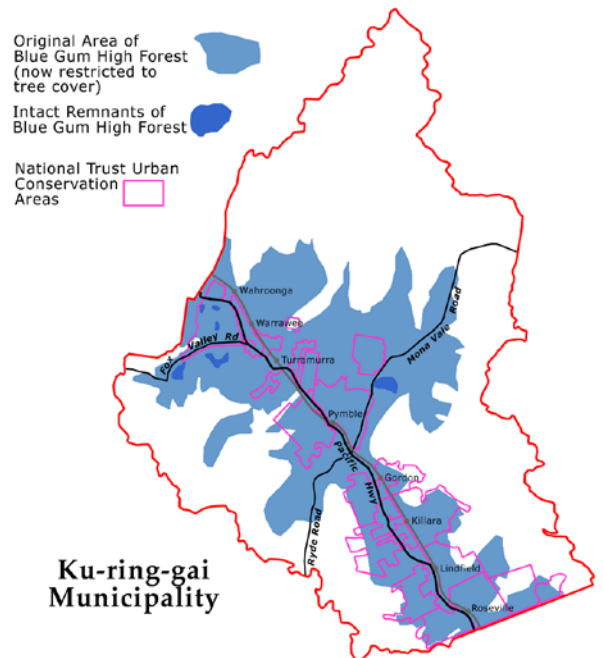 Original Area of
Blue Gum High Forest
(now restricted to
tree cover)
Intact Remnants of
Blue Gum High Forest
National Trust Urban
Conservation
Areas
Wahroonga
Warrawee
Fox Valley Rd
Turramurra
Mona Vale Road
Pymble
Pacific Hwy
Gordon
Killara
Ryde Road
Lindfield
Roseville
Ku-ring-gai
Municipality